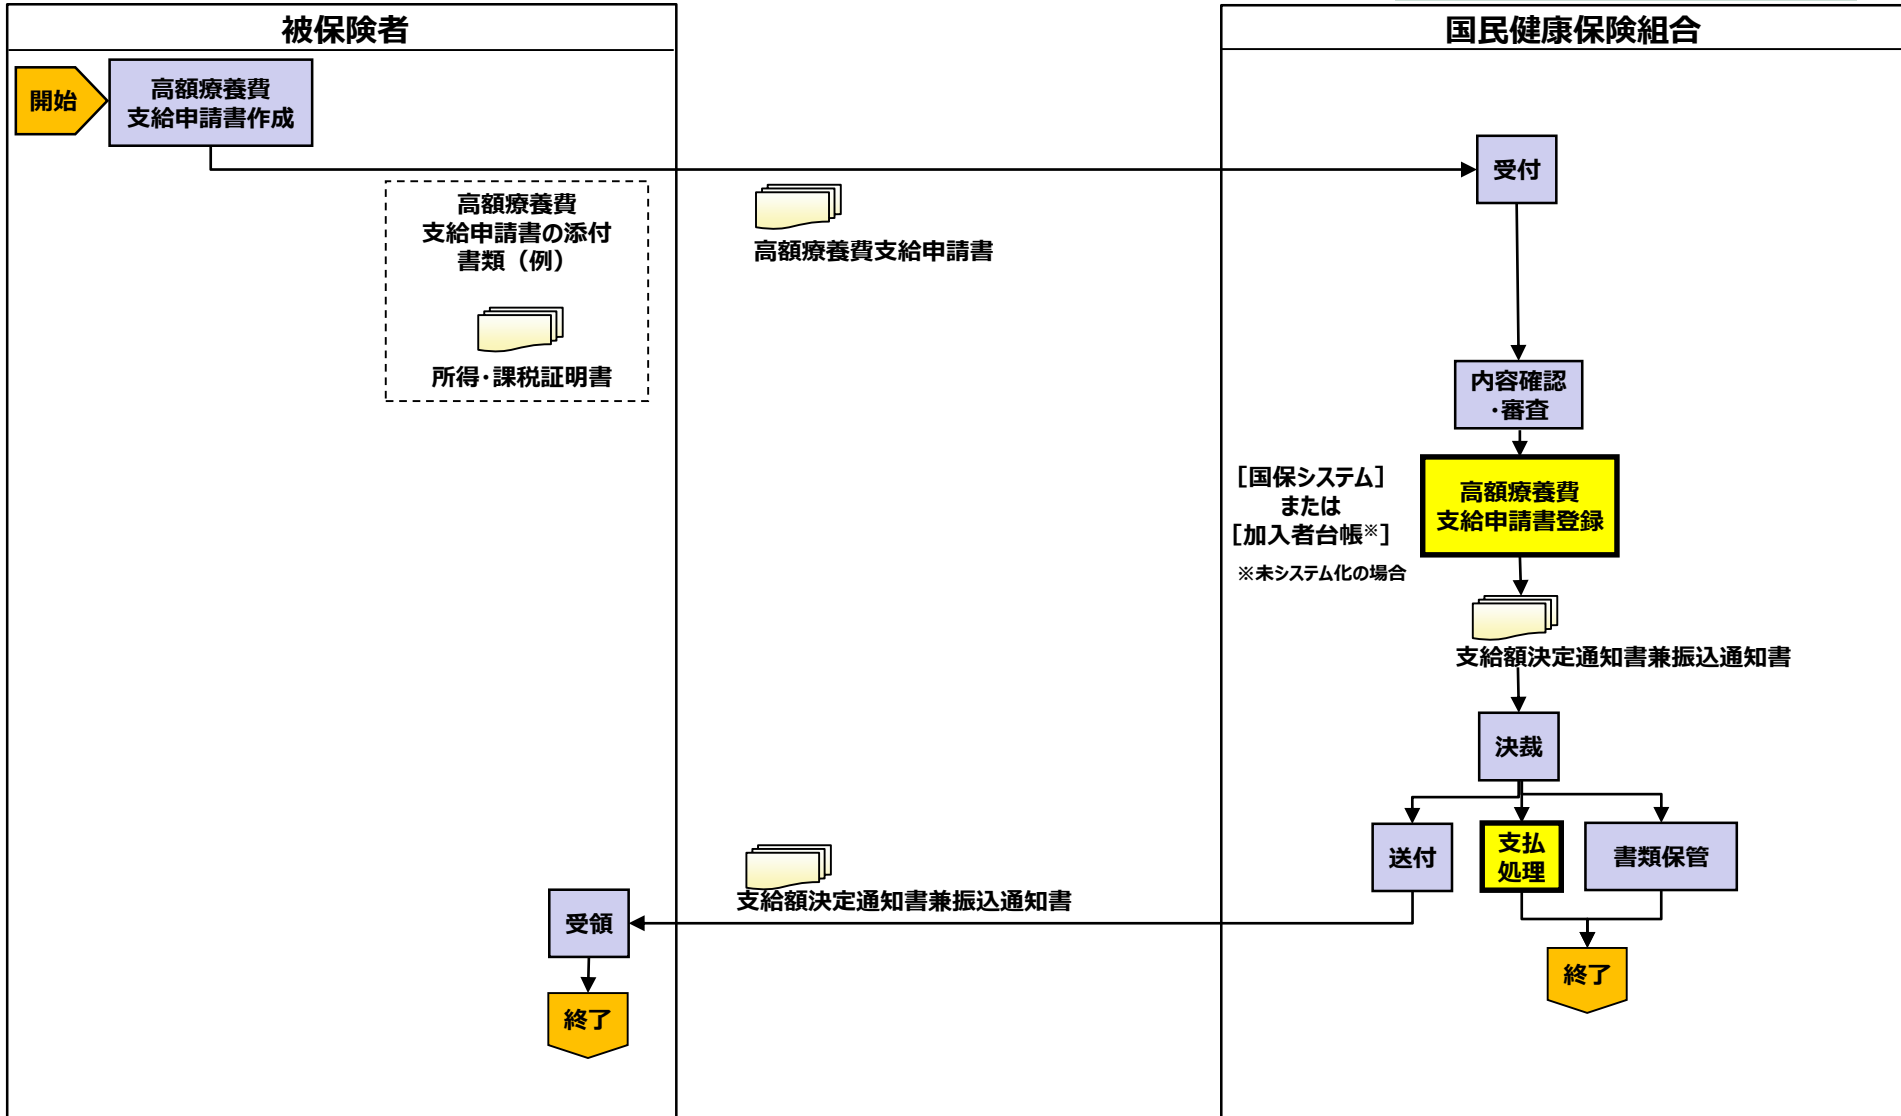 被保険者
国民健康保険組合
開始
高額療養費
支給申請書作成
受付
高額療養費
支給申請書の添付
書類（例）
所得・課税証明書
高額療養費支給申請書
内容確認
・審査
［国保システム］
または
［加入者台帳※］
※未システム化の場合
高額療養費
支給申請書登録
支給額決定通知書兼振込通知書
決裁
送付
支払
処理
書類保管
支給額決定通知書兼振込通知書
受領
終了
終了